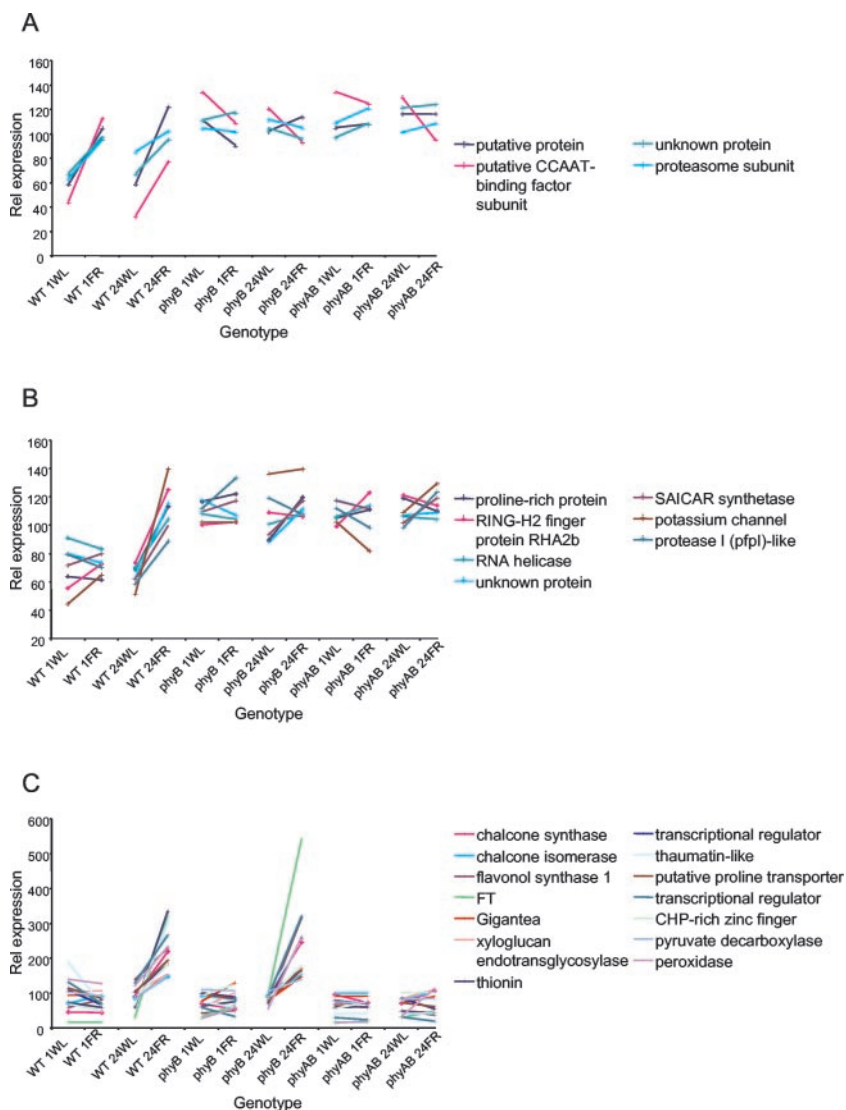 A
160
140
120
100
80
60
40
20
0
Rel expression
WT 1WL
WT 1FR
WT 24WL
WT 24FR
phyB 1WL
phyB 1FR
phyB 24WL
phyB 24FR
phyAB 1WL
phyAB 1FR
phyAB 24WL
phyAB 24FR
Genotype
putative protein
putative CCAAT-
binding factor
subunit
unknown protein
proteasome subunit
B
160
140
120
100
80
60
40
20
Rel expression
WT 1WL
WT 1FR
WT 24WL
WT 24FR
phyB 1WL
phyB 1FR
phyB 24WL
phyB 24FR
phyAB 1WL
phyAB 1FR
phyAB 24WL
phyAB 24FR
Genotype
proline-rich protein
RING-H2 finger
protein RHA2b
RNA helicase
unknown protein
SAICAR synthetase
potassium channel
protease I (pfpI)-like
C
600
500
400
300
200
100
0
Rel expression
WT 1WL
WT 1FR
WT 24WL
WT 24FR
phyB 1WL
phyB 1FR
phyB 24WL
phyB 24FR
phyAB 1WL
phyAB 1FR
phyAB 24WL
phyAB 24FR
Genotype
chalcone synthase
chalcone isomerase
flavonol synthase 1
FT
Gigantea
xyloglucan
endotransglycosylase
thionin
transcriptional regulator
thaumatin-like
putative proline transporter
transcriptional regulator
CHP-rich zinc finger
pyruvate decarboxylase
peroxidase